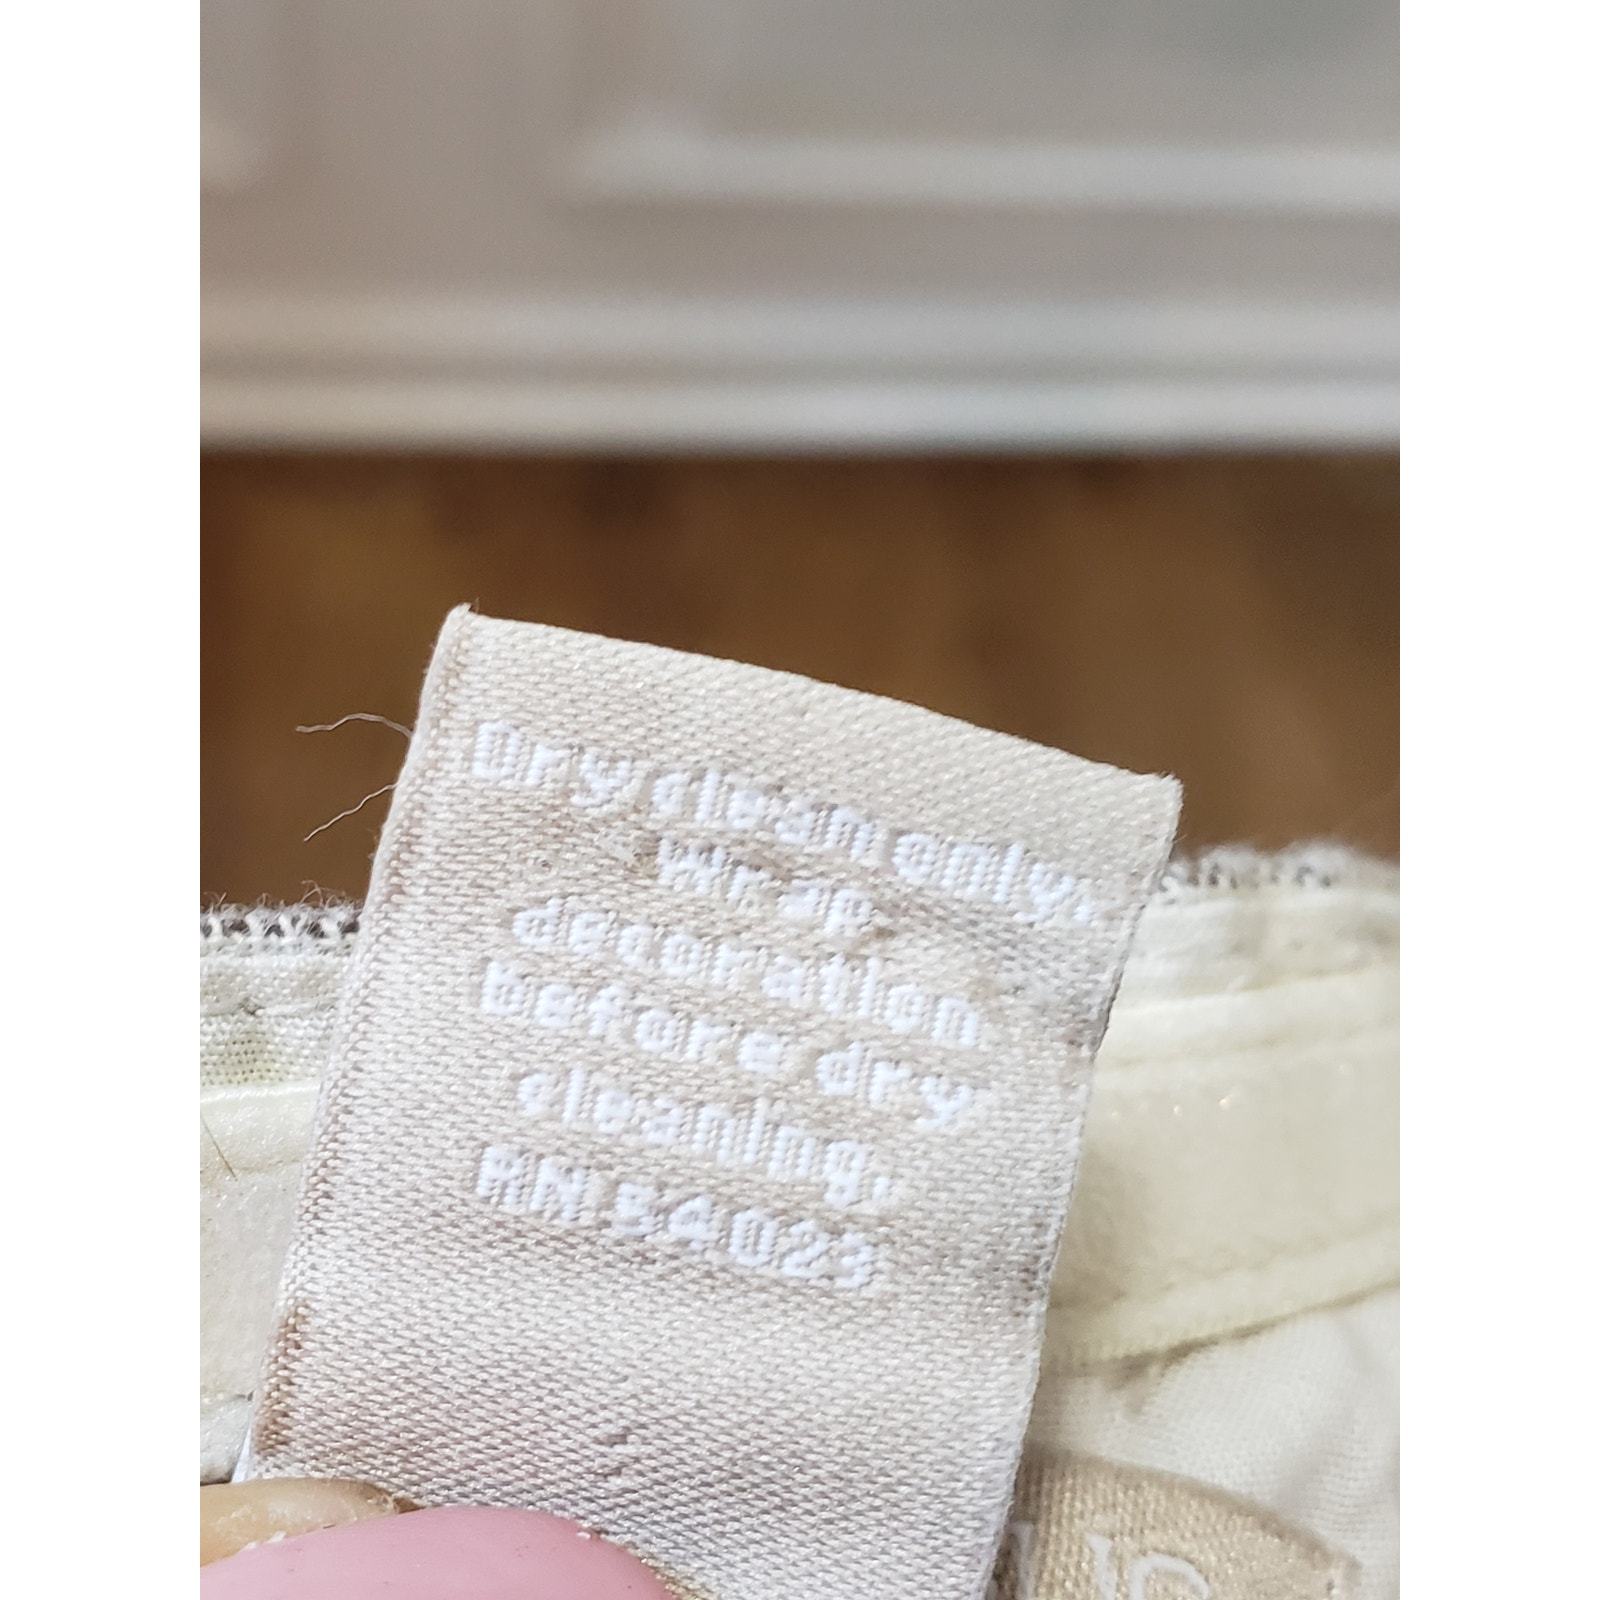 Dry clean only,
Wrap
decoration
before dry
cleaning.
RN 54023